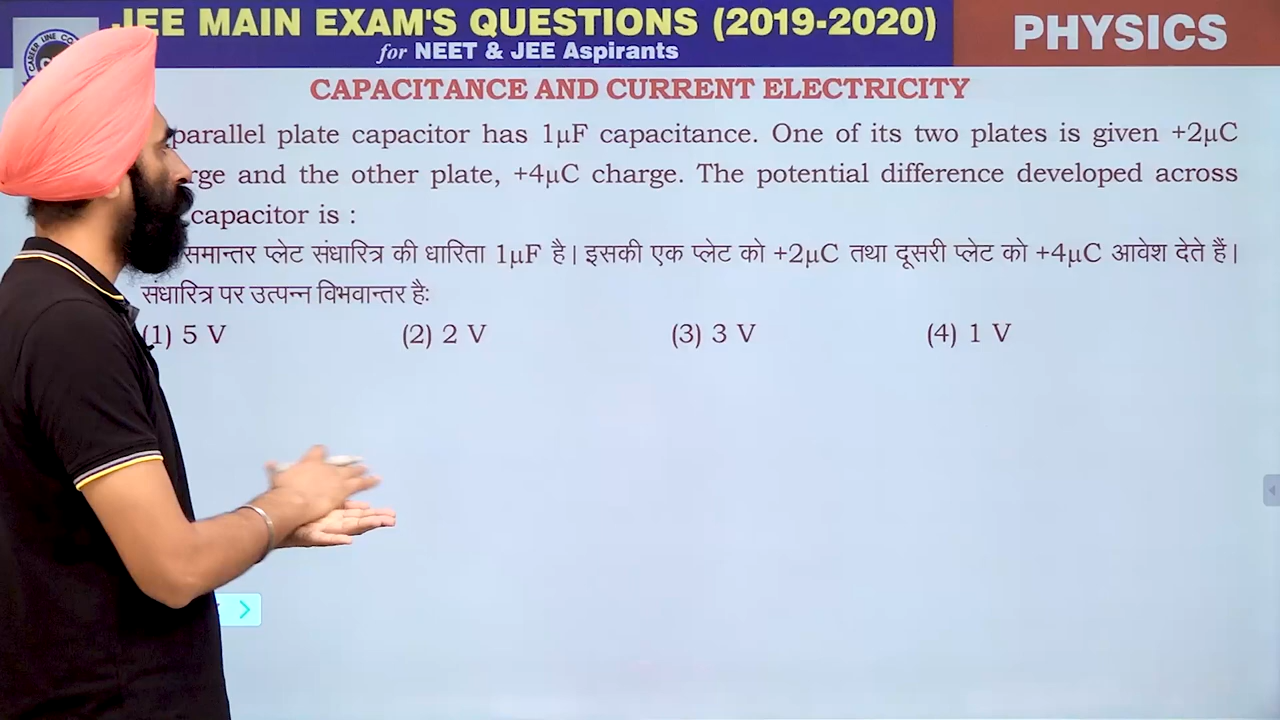 JEE MAIN EXAM'S QUESTIONS (2019-2020)
for NEET & JEE Aspirants
PHYSICS
CAREER LINE
CAPACITANCE AND CURRENT ELECTRICITY
parallel plate capacitor has 1μF capacitance. One of its two plates is given +2μC
and the other plate, +4μC charge. The potential difference developed across
capacitor is :
समान्तर प्लेट संधारित्र की धारिता 1μF है। इसकी एक प्लेट को +2μC तथा दूसरी प्लेट को +4μC आवेश देते हैं।
संधारित्र पर उत्पन्न विभवान्तर है:
(1) 5 V (2) 2 V (3) 3 V (4) 1 V